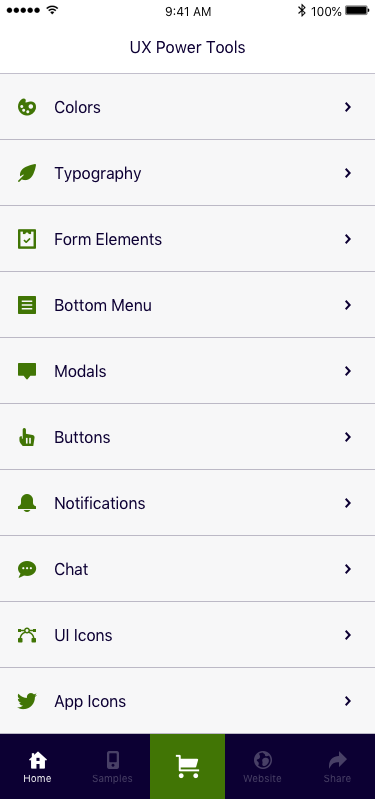 9:41 AM 100%
UX Power Tools
Colors
Typography
Form Elements
Bottom Menu
Modals
Buttons
Notifications
Chat
UI Icons
App Icons
Home Samples Website Share